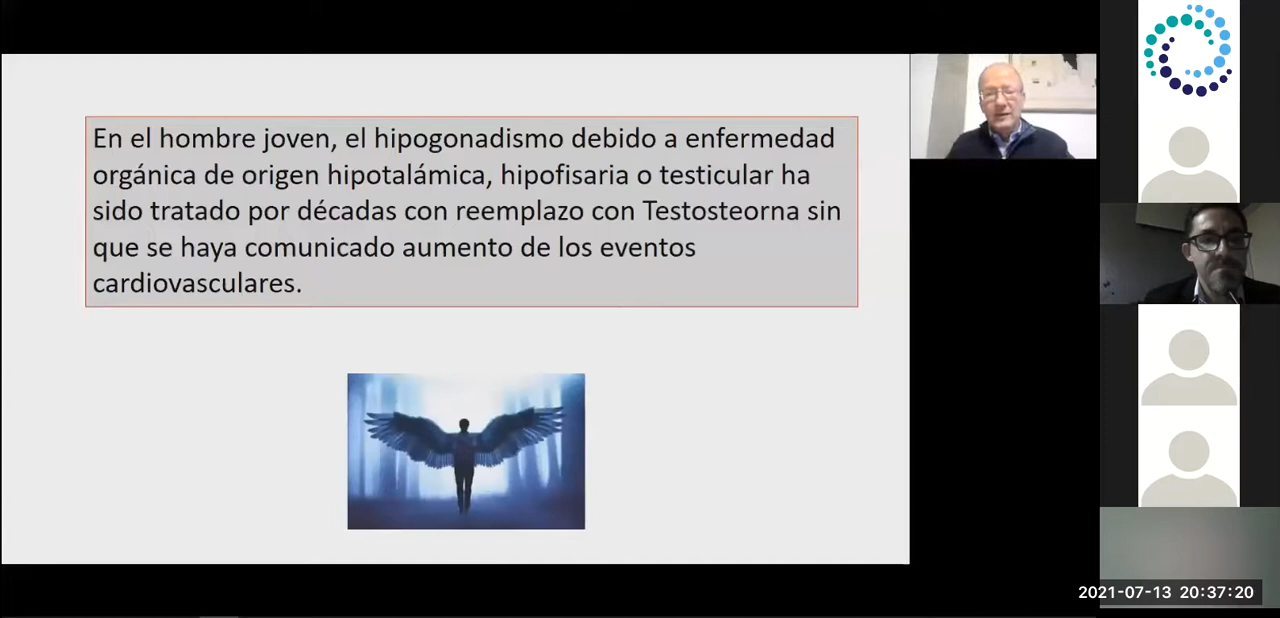 En el hombre joven, el hipogonadismo debido a enfermedad
orgánica de origen hipotalámica, hipofisaria o testicular ha
sido tratado por décadas con reemplazo con Testosteorna sin
que se haya comunicado aumento de los eventos
cardiovasculares.
2021-07-13 20:37:20